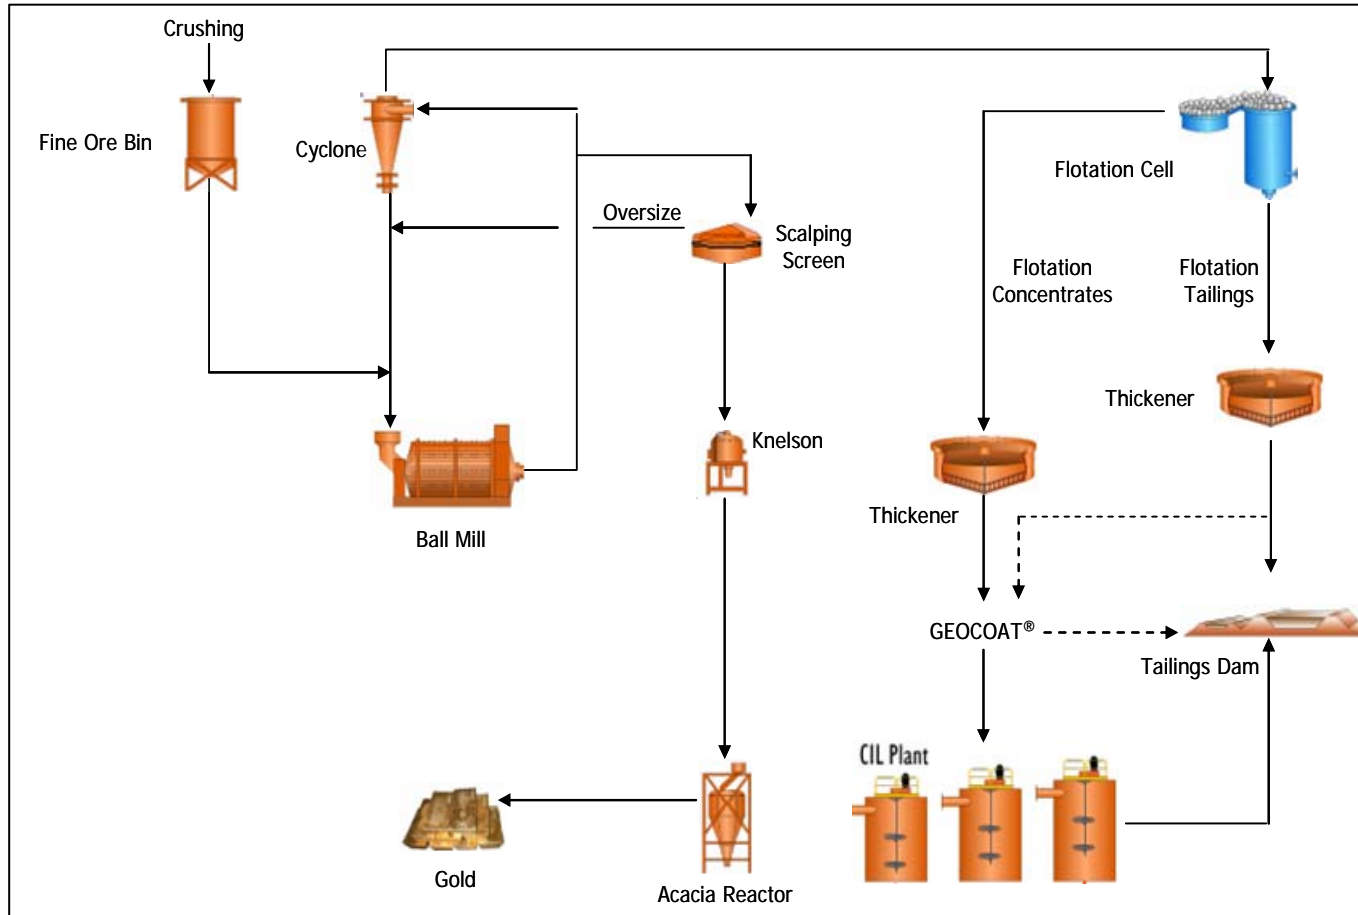 Crushing
Fine Ore Bin
Cyclone
Oversize
Scalping
Screen
Flotation Cell
Flotation
Concentrates
Flotation
Tailings
Thickener
Knelson
Thickener
Ball Mill
GEOCOAT®
Tailings Dam
CIL Plant
Gold
Acacia Reactor